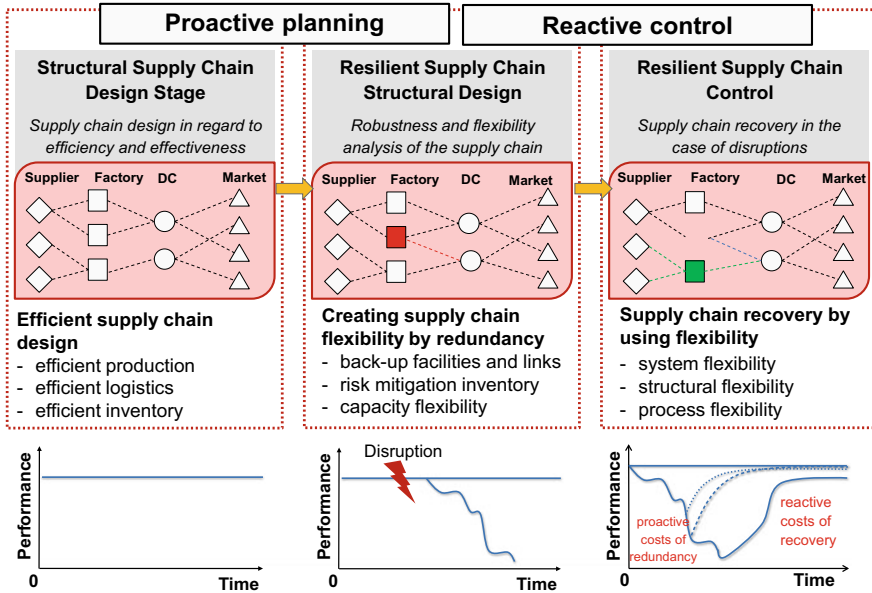 Proactive planning
Reactive control
Structural Supply Chain
Design Stage
Supply chain design in regard to
efficiency and effectiveness
Supplier Factory DC Market
Efficient supply chain
design
- efficient production
- efficient logistics
- efficient inventory
Resilient Supply Chain
Structural Design
Robustness and flexibility
analysis of the supply chain
Supplier Factory DC Market
Creating supply chain
flexibility by redundancy
- back-up facilities and links
- risk mitigation inventory
- capacity flexibility
Resilient Supply Chain
Control
Supply chain recovery in the
case of disruptions
Supplier Factory DC Market
Supply chain recovery by
using flexibility
- system flexibility
- structural flexibility
- process flexibility
Performance
0
Time
Disruption
Performance
0
Time
Performance
proactive
costs of
redundancy
reactive
costs of
recovery
0
Time